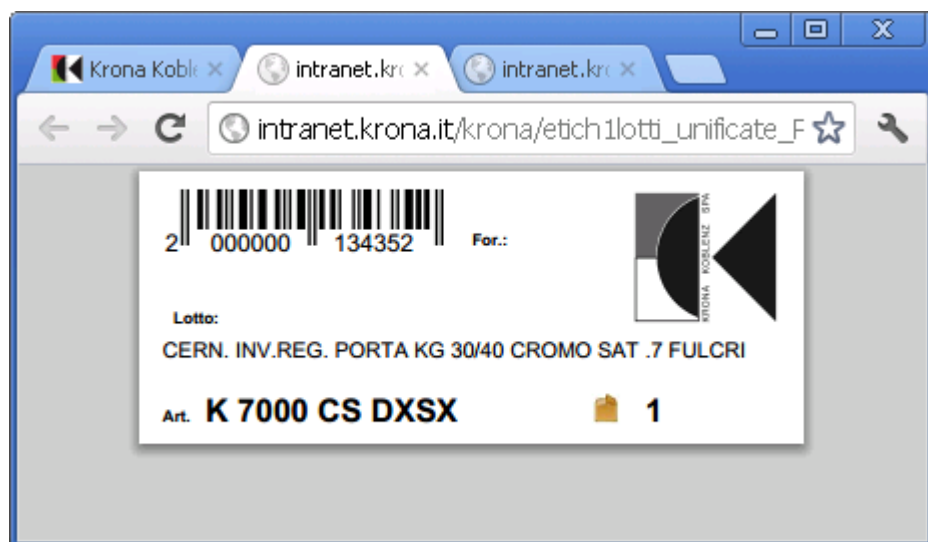 Krona Koble
intranet.kr
intranet.kr
intranet.krona.it/krona/etich1lotti_unificate_F
2 000000 134352
For.:
KRONA KOBLENZ SPA
Lotto:
CERN. INV.REG. PORTA KG 30/40 CROMO SAT .7 FULCRI
Art. K 7000 CS DXSX 1